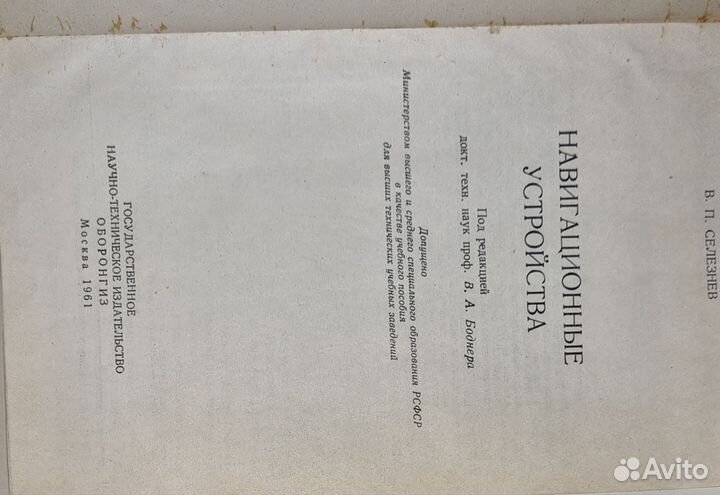 В. П. СЕЛЕЗНЕВ
НАВИГАЦИОННЫЕ
УСТРОЙСТВА
Под редакцией
докт. техн. наук проф. В. А. Боднера
Допущено
Министерством высшего и среднего специального образования РСФСР
в качестве учебного пособия
для высших технических учебных заведений
ГОСУДАРСТВЕННОЕ
НАУЧНО-ТЕХНИЧЕСКОЕ ИЗДАТЕЛЬСТВО
ОБОРОНГИЗ
Москва 1961
Avito